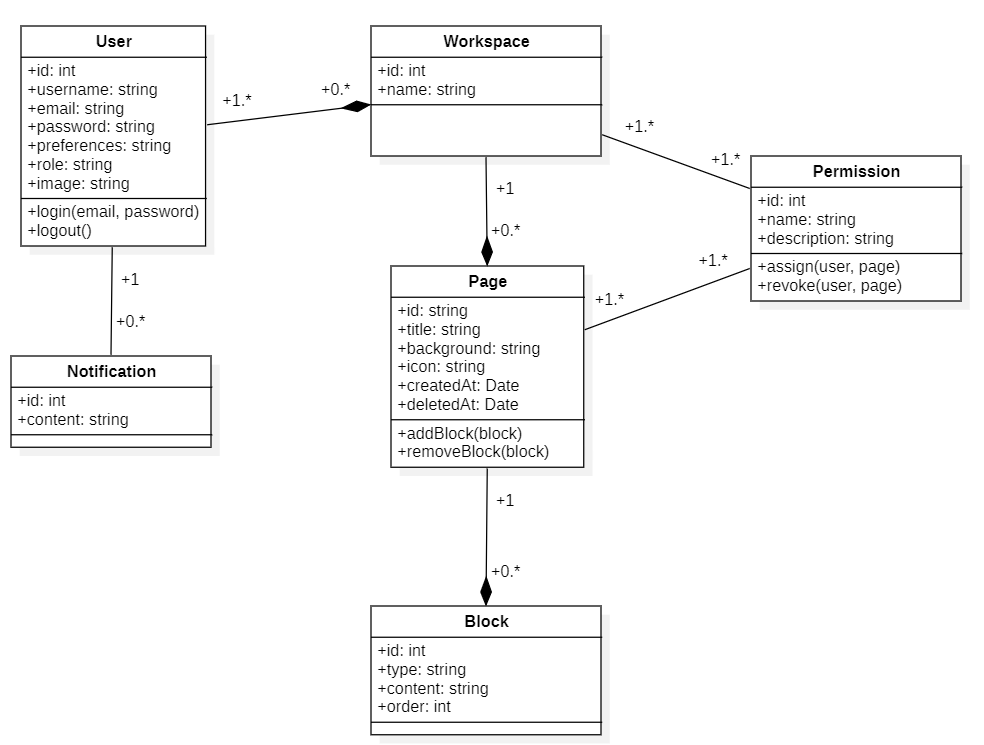 User
+id: int
+username: string
+email: string
+password: string
+preferences: string
+role: string
+image: string
+login(email, password)
+logout()
+1.*
+0.*
Workspace
+id: int
+name: string
+1.*
+1.*
Permission
+id: int
+name: string
+description: string
+assign(user, page)
+revoke(user, page)
+1
+0.*
Notification
+id: int
+content: string
+1
+0.*
Page
+id: string
+title: string
+background: string
+icon: string
+createdAt: Date
+deletedAt: Date
+addBlock(block)
+removeBlock(block)
+1.*
+1.*
+1
+0.*
Block
+id: int
+type: string
+content: string
+order: int